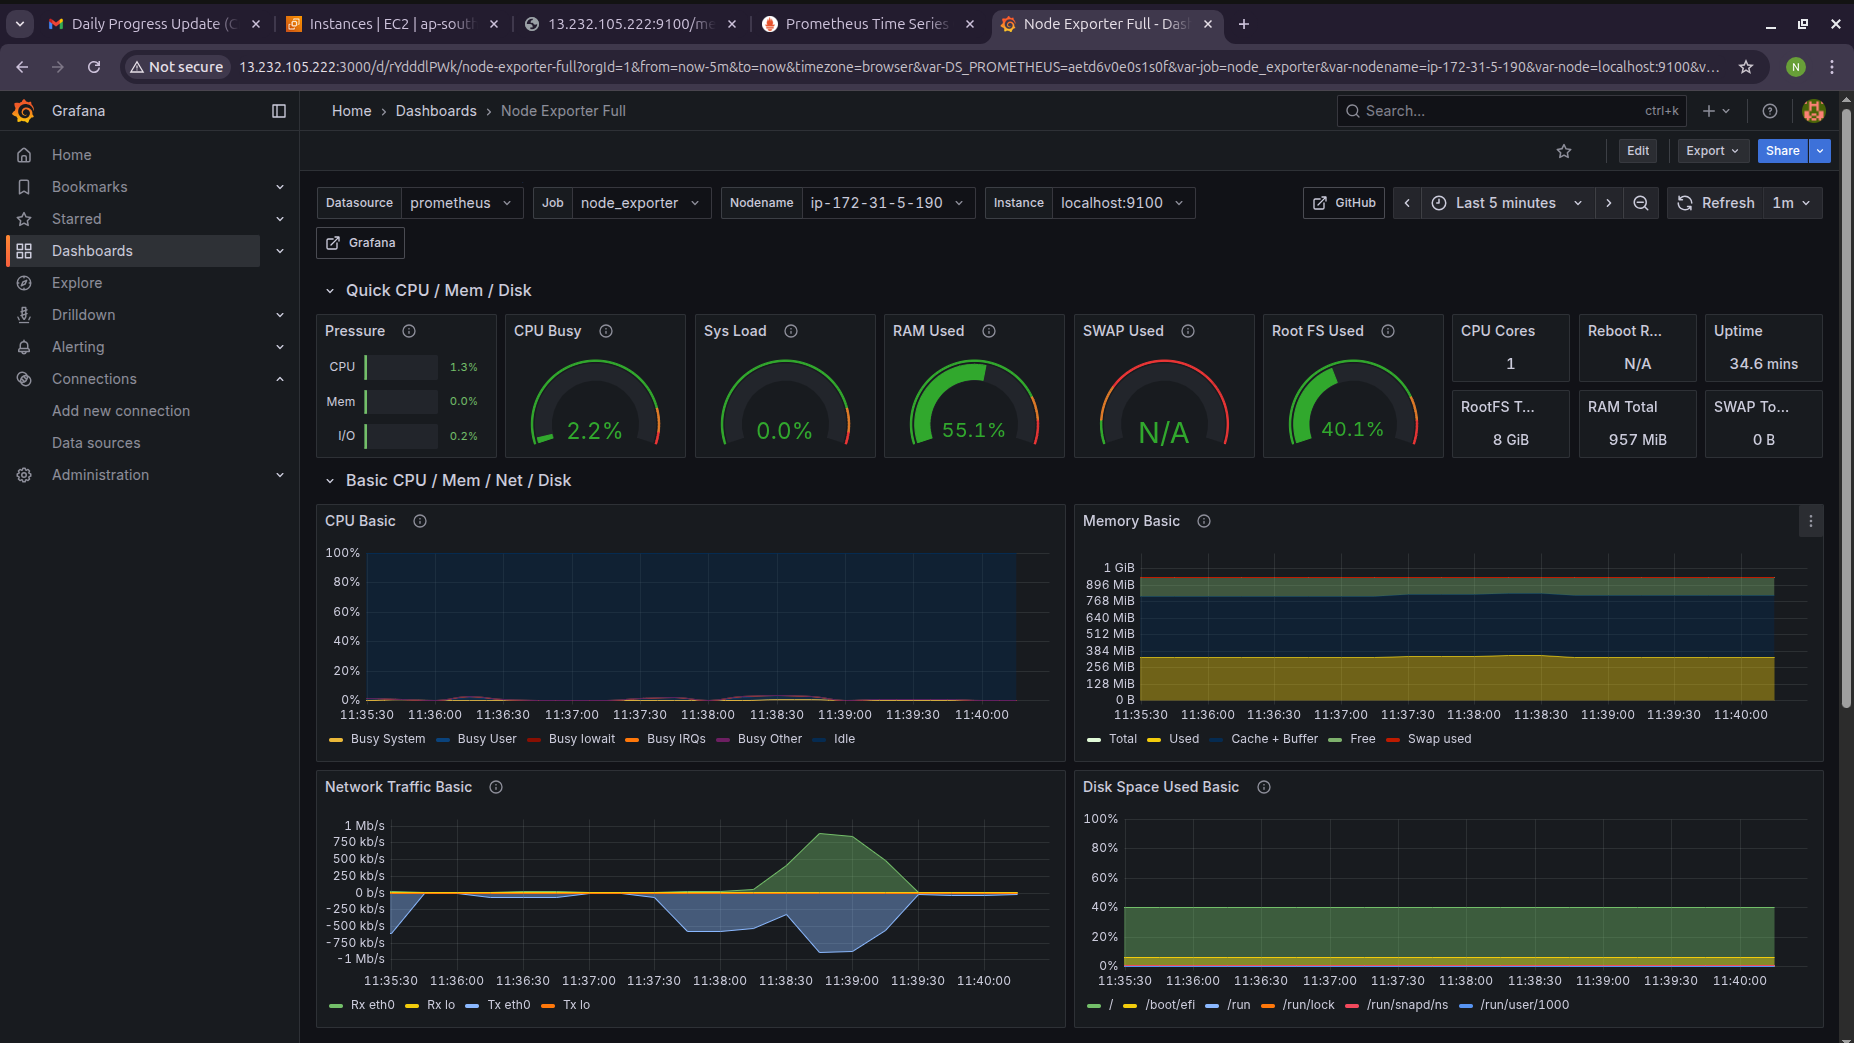 Daily Progress Update (C
Instances | EC2 | ap-sout
13.232.105.222:9100/me
Prometheus Time Series
Node Exporter Full - Das
Not secure
13.232.105.222:3000/d/rYdddlPWk/node-exporter-full?orgId=1&from=now-5m&to=now&timezone=browser&var-DS_PROMETHEUS=aetd6v0e0s1s0f&var-job=node_exporter&var-nodename=ip-172-31-5-190&var-node=localhost:9100&v...
N
Grafana
Home › Dashboards › Node Exporter Full
Search...
ctrl+k
Home
Bookmarks
Starred
Dashboards
Explore
Drilldown
Alerting
Connections
Add new connection
Data sources
Administration
Edit
Export
Share
Datasource prometheus
Job node_exporter
Nodename ip-172-31-5-190
Instance localhost:9100
GitHub
Last 5 minutes
Refresh 1m
Grafana
Quick CPU / Mem / Disk
Pressure
CPU 1.3%
Mem 0.0%
I/O 0.2%
CPU Busy
2.2%
Sys Load
0.0%
RAM Used
55.1%
SWAP Used
N/A
Root FS Used
40.1%
CPU Cores
1
Reboot R...
N/A
Uptime
34.6 mins
RootFS T...
8 GiB
RAM Total
957 MiB
SWAP To...
0 B
Basic CPU / Mem / Net / Disk
CPU Basic
100%
80%
60%
40%
20%
0%
11:35:30 11:36:00 11:36:30 11:37:00 11:37:30 11:38:00 11:38:30 11:39:00 11:39:30 11:40:00
Busy System Busy User Busy Iowait Busy IRQs Busy Other Idle
Memory Basic
1 GiB
896 MiB
768 MiB
640 MiB
512 MiB
384 MiB
256 MiB
128 MiB
0 B
11:35:30 11:36:00 11:36:30 11:37:00 11:37:30 11:38:00 11:38:30 11:39:00 11:39:30 11:40:00
Total Used Cache + Buffer Free Swap used
Network Traffic Basic
1 Mb/s
750 kb/s
500 kb/s
250 kb/s
0 b/s
-250 kb/s
-500 kb/s
-750 kb/s
-1 Mb/s
11:35:30 11:36:00 11:36:30 11:37:00 11:37:30 11:38:00 11:38:30 11:39:00 11:39:30 11:40:00
Rx eth0 Rx lo Tx eth0 Tx lo
Disk Space Used Basic
100%
80%
60%
40%
20%
0%
11:35:30 11:36:00 11:36:30 11:37:00 11:37:30 11:38:00 11:38:30 11:39:00 11:39:30 11:40:00
/ /boot/efi /run /run/lock /run/snapd/ns /run/user/1000